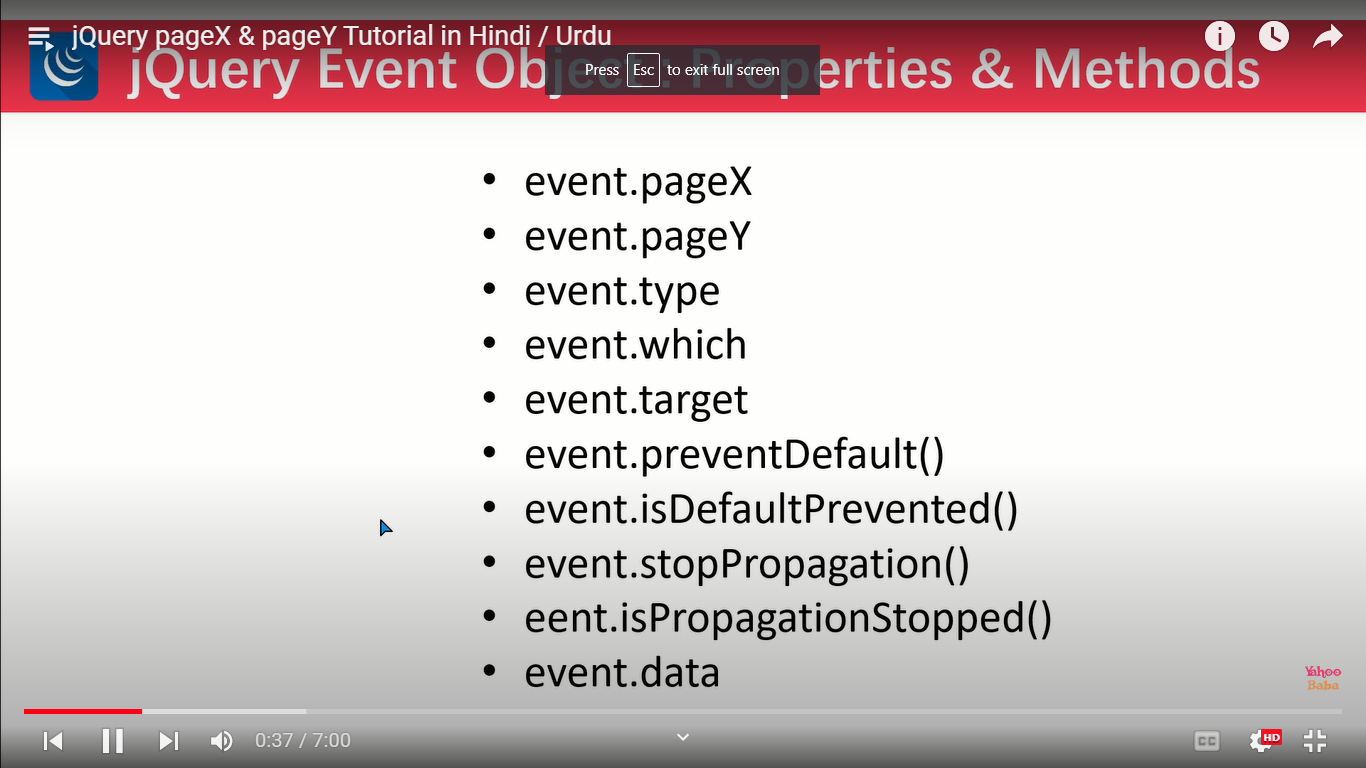 jQuery pageX & pageY Tutorial in Hindi / Urdu
jQuery Event Object: Properties & Methods
Press Esc to exit full screen
• event.pageX
• event.pageY
• event.type
• event.which
• event.target
• event.preventDefault()
• event.isDefaultPrevented()
• event.stopPropagation()
• eent.isPropagationStopped()
• event.data
Yahoo
Baba
0:37 / 7:00
CC
HD